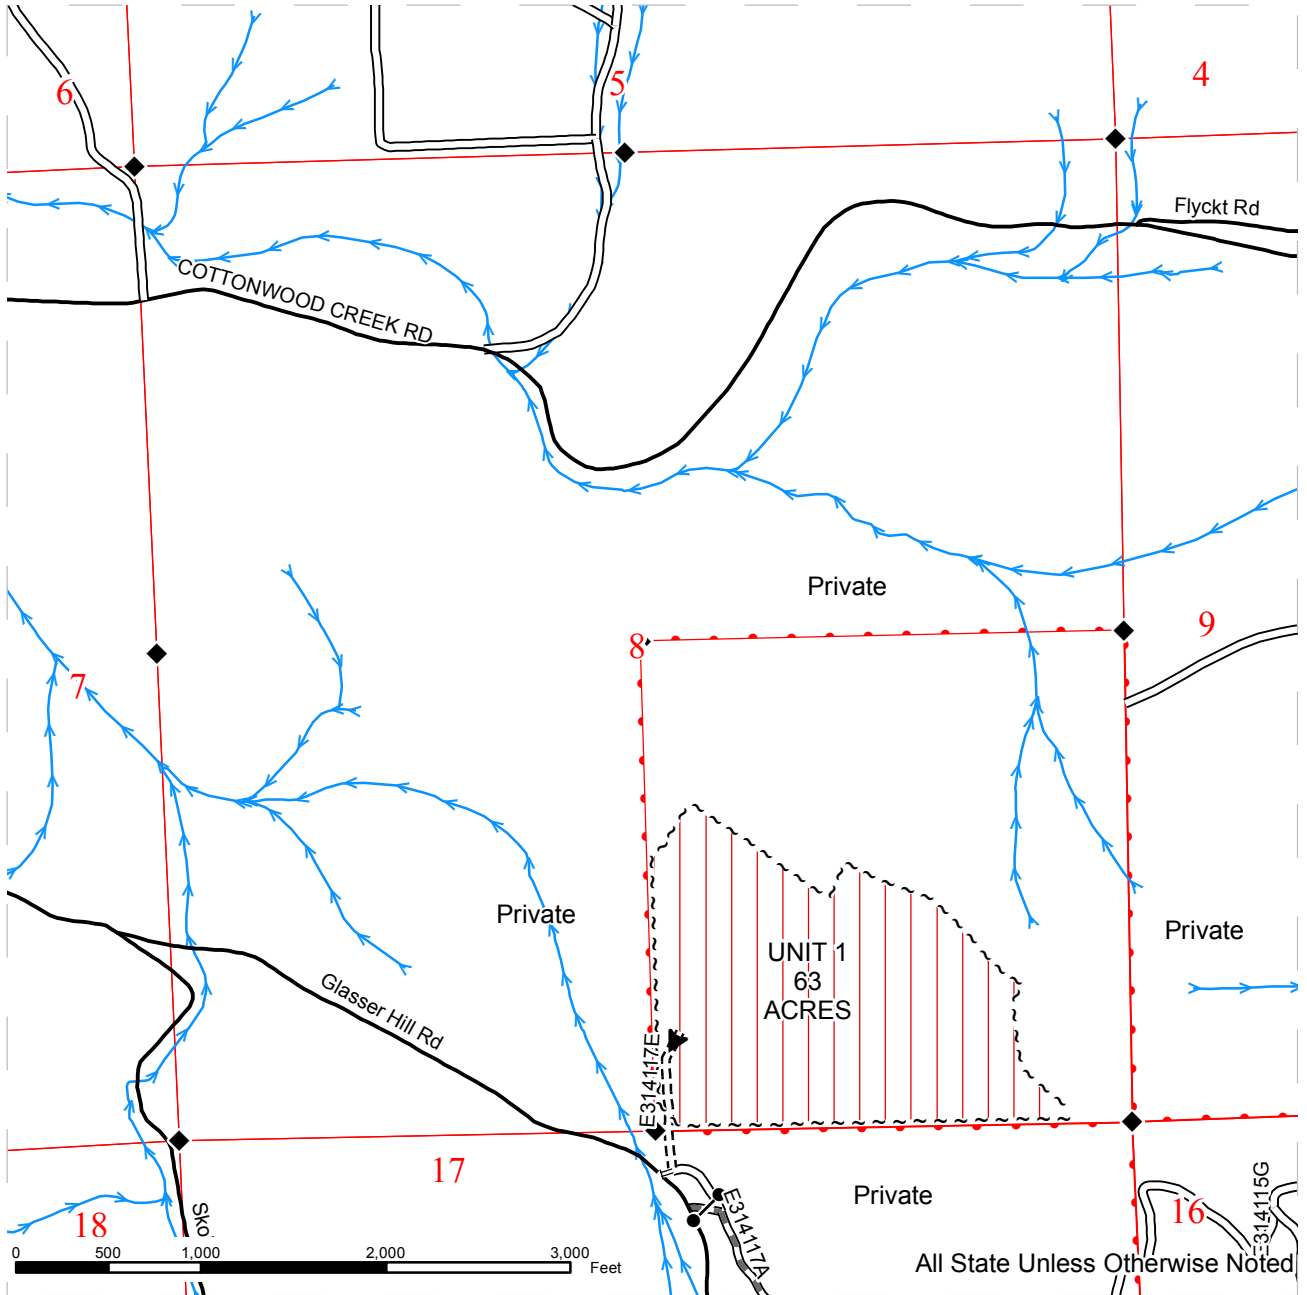 6
5
4
Flyckt Rd
COTTONWOOD CREEK RD
Private
8
9
7
Private
Private
UNIT 1
63
ACRES
Glasser Hill Rd
E314117E
17
Private
E314117A
E314115G
16
18
Sko
0 500 1,000 2,000 3,000
Feet
All State Unless Otherwise Noted